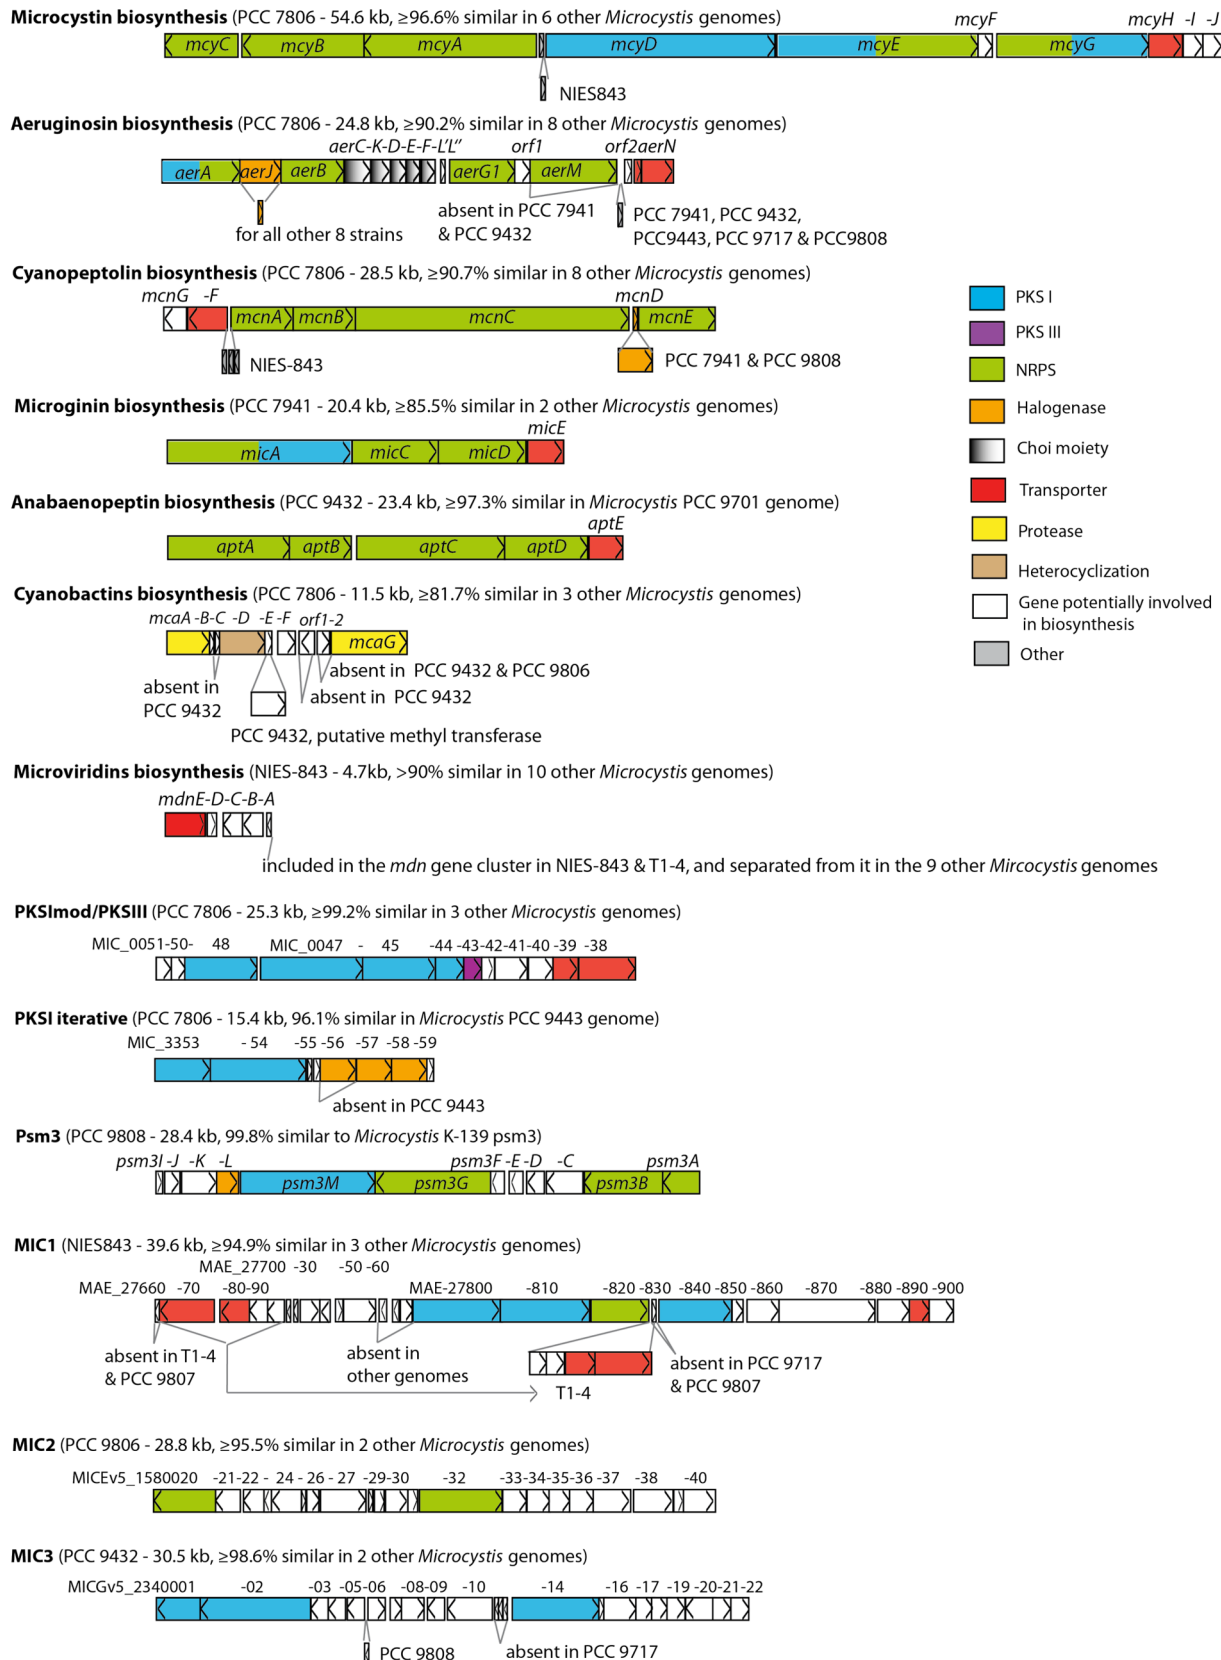 Microcystin biosynthesis (PCC 7806 - 54.6 kb, ≥96.6% similar in 6 other Microcystis genomes)
mcyF mcyH -I -J
mcyC mcyB mcyA mcyD mcyE mcyG
NIES843
Aeruginosin biosynthesis (PCC 7806 - 24.8 kb, ≥90.2% similar in 8 other Microcystis genomes)
aerC-K-D-E-F-L'L'' orf1 orf2 aerN
aerA aerJ aerB aerG1 aerM
absent in PCC 7941
& PCC 9432
PCC 7941, PCC 9432,
PCC9443, PCC 9717 & PCC9808
for all other 8 strains
Cyanopeptolin biosynthesis (PCC 7806 - 28.5 kb, ≥90.7% similar in 8 other Microcystis genomes)
mcnG -F mcnD
mcnA mcnB mcnC mcnE
NIES-843
PCC 7941 & PCC 9808
PKS I
PKS III
NRPS
Halogenase
Choi moiety
Transporter
Protease
Heterocyclization
Gene potentially involved
in biosynthesis
Other
Microginin biosynthesis (PCC 7941 - 20.4 kb, ≥85.5% similar in 2 other Microcystis genomes)
micE
micA micC micD
Anabaenopeptin biosynthesis (PCC 9432 - 23.4 kb, ≥97.3% similar in Microcystis PCC 9701 genome)
aptE
aptA aptB aptC aptD
Cyanobactins biosynthesis (PCC 7806 - 11.5 kb, ≥81.7% similar in 3 other Microcystis genomes)
mcaA -B-C -D -E -F orf1-2
mcaG
absent in PCC 9432 & PCC 9806
absent in
PCC 9432
absent in PCC 9432
PCC 9432, putative methyl transferase
Microviridins biosynthesis (NIES-843 - 4.7kb, >90% similar in 10 other Microcystis genomes)
mdnE-D-C-B-A
included in the mdn gene cluster in NIES-843 & T1-4, and separated from it in the 9 other Mircocystis genomes
PKSImod/PKSIII (PCC 7806 - 25.3 kb, ≥99.2% similar in 3 other Microcystis genomes)
MIC_0051-50- 48 MIC_0047 - 45 -44 -43-42-41-40 -39 -38
PKSI iterative (PCC 7806 - 15.4 kb, 96.1% similar in Microcystis PCC 9443 genome)
MIC_3353 - 54 -55 -56 -57 -58 -59
absent in PCC 9443
Psm3 (PCC 9808 - 28.4 kb, 99.8% similar to Microcystis K-139 psm3)
psm3I -J -K -L psm3F -E -D -C psm3A
psm3M psm3G psm3B
MIC1 (NIES843 - 39.6 kb, ≥94.9% similar in 3 other Microcystis genomes)
MAE_27700 -30 -50 -60
MAE_27660 -70 -80-90 MAE-27800 -810 -820 -830 -840 -850 -860 -870 -880 -890 -900
absent in T1-4
& PCC 9807
absent in
other genomes
T1-4
absent in PCC 9717
& PCC 9807
MIC2 (PCC 9806 - 28.8 kb, ≥95.5% similar in 2 other Microcystis genomes)
MICEv5_1580020 -21-22 - 24 - 26 - 27 -29-30 -32 -33-34-35-36 -37 -38 -40
MIC3 (PCC 9432 - 30.5 kb, ≥98.6% similar in 2 other Microcystis genomes)
MICGv5_2340001 -02 -03 -05-06 -08-09 -10 -14 -16 -17 -19 -20-21-22
PCC 9808
absent in PCC 9717